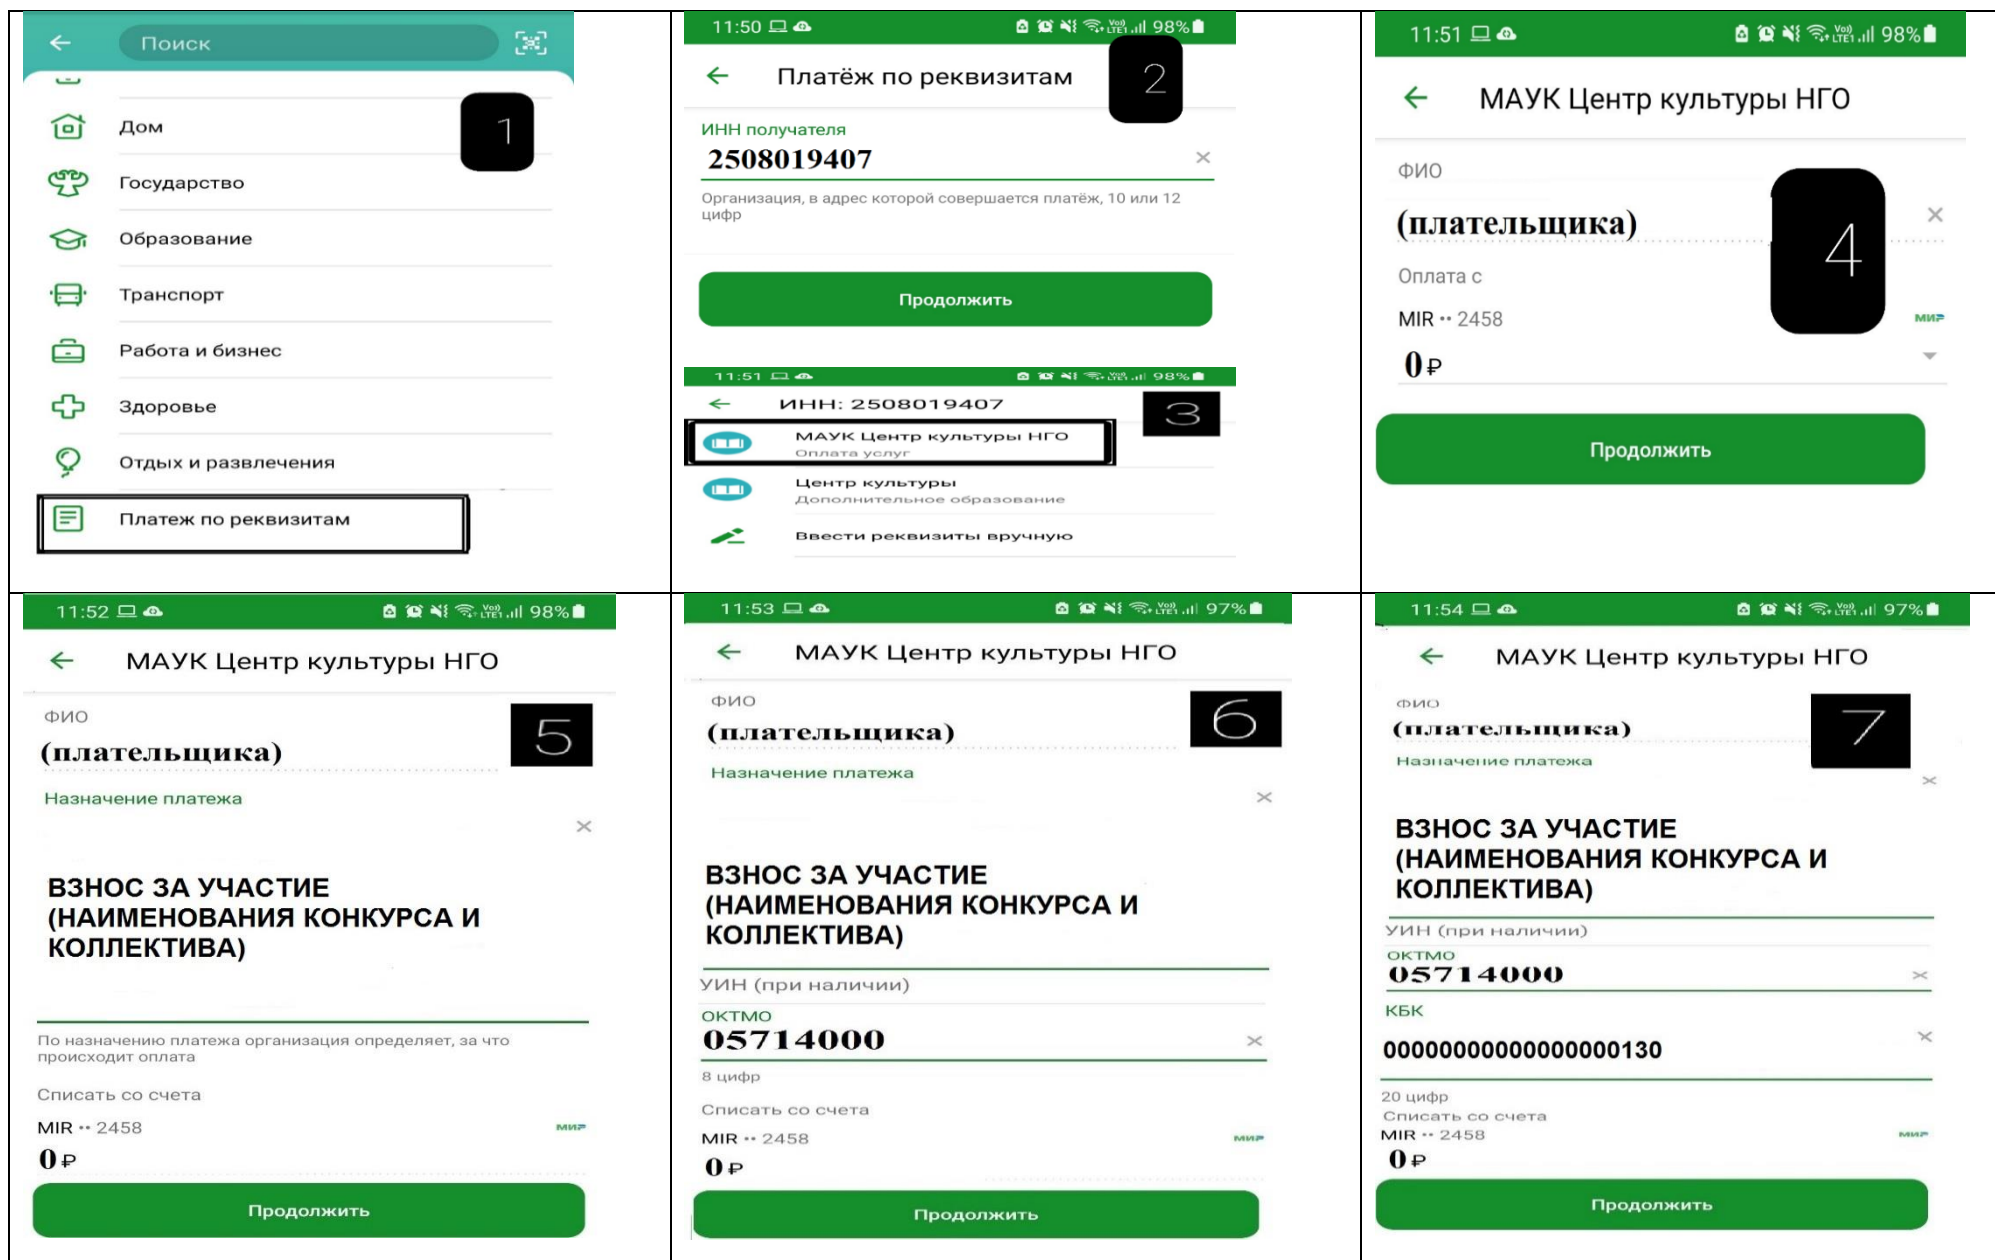 Поиск
1
Дом
Государство
Образование
Транспорт
Работа и бизнес
Здоровье
Отдых и развлечения
Платеж по реквизитам
11:50
98%
Платёж по реквизитам
2
ИНН получателя
2508019407
Организация, в адрес которой совершается платёж, 10 или 12
цифр
Продолжить
11:51
98%
ИНН: 2508019407
3
МАУК Центр культуры НГО
Оплата услуг
Центр культуры
Дополнительное образование
Ввести реквизиты вручную
11:51
98%
МАУК Центр культуры НГО
ФИО
(плательщика)
4
Оплата с
MIR •• 2458
МИР
0 ₽
Продолжить
11:52
98%
МАУК Центр культуры НГО
ФИО
5
(плательщика)
Назначение платежа
ВЗНОС ЗА УЧАСТИЕ
(НАИМЕНОВАНИЯ КОНКУРСА И
КОЛЛЕКТИВА)
По назначению платежа организация определяет, за что
происходит оплата
Списать со счета
MIR •• 2458
МИР
0 ₽
Продолжить
11:53
97%
МАУК Центр культуры НГО
ФИО
6
(плательщика)
Назначение платежа
ВЗНОС ЗА УЧАСТИЕ
(НАИМЕНОВАНИЯ КОНКУРСА И
КОЛЛЕКТИВА)
УИН (при наличии)
ОКТМО
05714000
8 цифр
Списать со счета
MIR •• 2458
МИР
0 ₽
Продолжить
11:54
97%
МАУК Центр культуры НГО
ФИО
7
(плательщика)
Назначение платежа
ВЗНОС ЗА УЧАСТИЕ
(НАИМЕНОВАНИЯ КОНКУРСА И
КОЛЛЕКТИВА)
УИН (при наличии)
ОКТМО
05714000
КБК
00000000000000000130
20 цифр
Списать со счета
MIR •• 2458
МИР
0 ₽
Продолжить